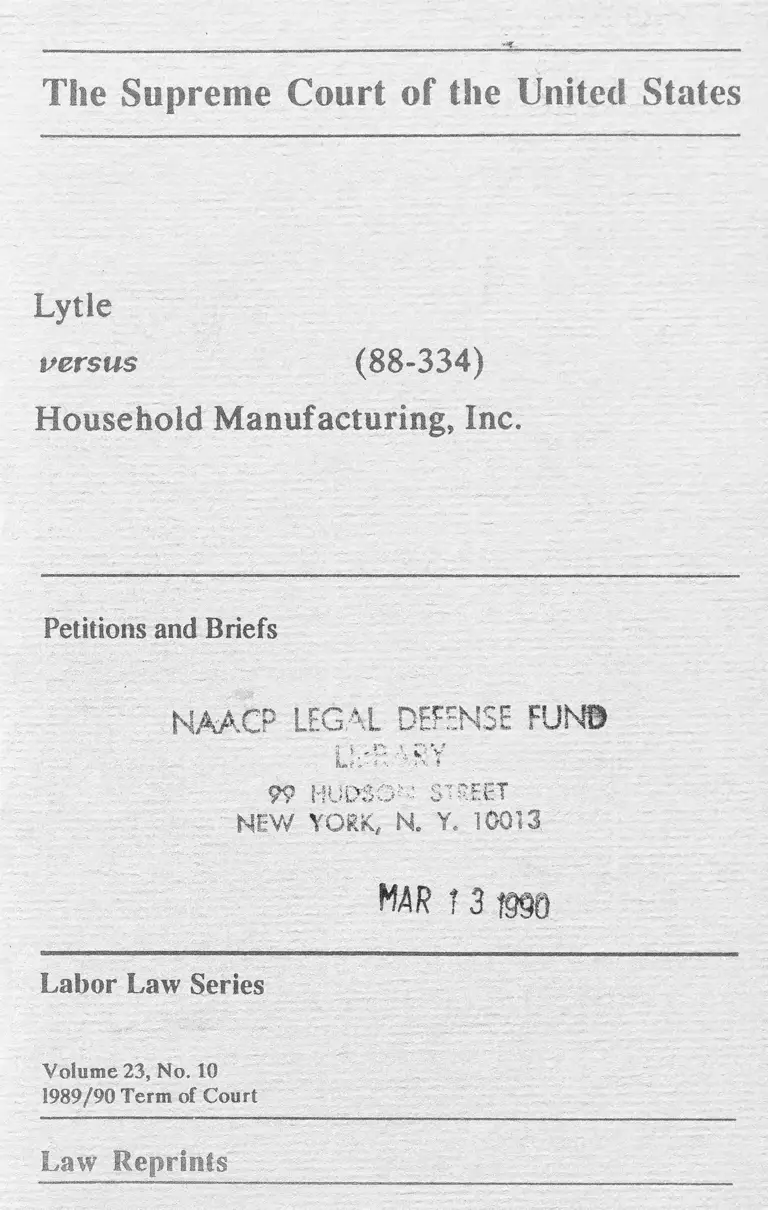 The Supreme Court of the United States
Lytle
versus (88-334)
Household Manufacturing, Inc.
Petitions and Briefs
NAACP LEGAL DEFENSE FUND
LIBRARY
99 HUDSON STREET
NEW YORK, N. Y. 10013
MAR 13 1990
Labor Law Series
Volume 23, No. 10
1989/90 Term of Court
Law Reprints